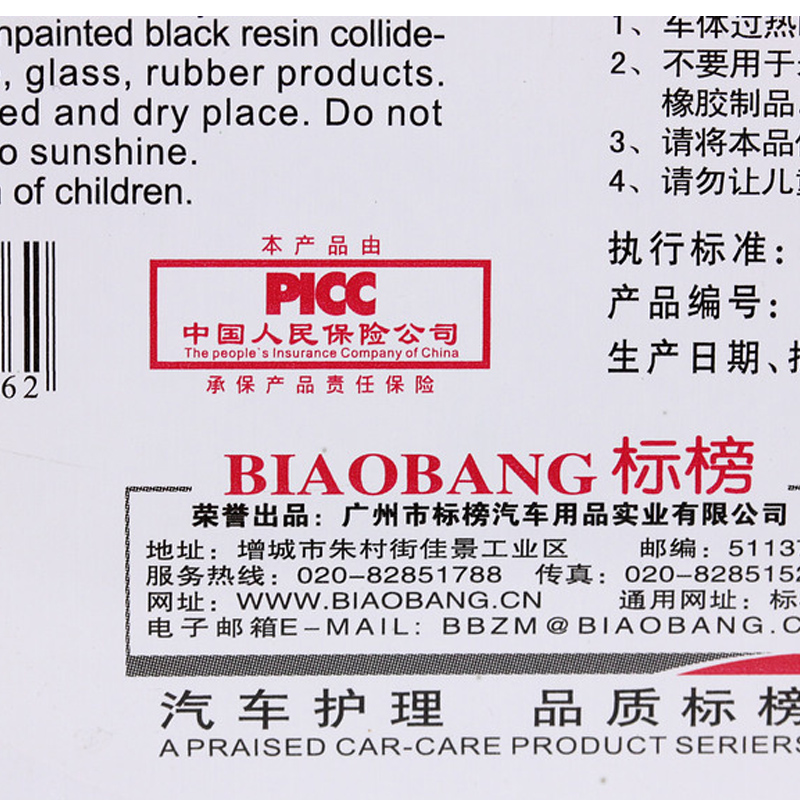 npainted black resin collide-
, glass, rubber products.
ed and dry place. Do not
o sunshine.
of children.
1、车体过热
2、不要用于
橡胶制品
3、请将本品
4、请勿让儿
执行标准：
产品编号：
生产日期、
62
本产品由
PICC
中国人民保险公司
The people`s Insurance Company of China
承保产品责任保险
BIAOBANG 标榜
荣誉出品：广州市标榜汽车用品实业有限公司
地址：增城市朱村街佳景工业区 邮编：5113
服务热线：020-82851788 传真：020-8285152
网址：WWW.BIAOBANG.CN 通用网址：标
电子邮箱E-MAIL: BBZM@BIAOBANG.C
汽车护理 品质标榜
A PRAISED CAR-CARE PRODUCT SERIERS